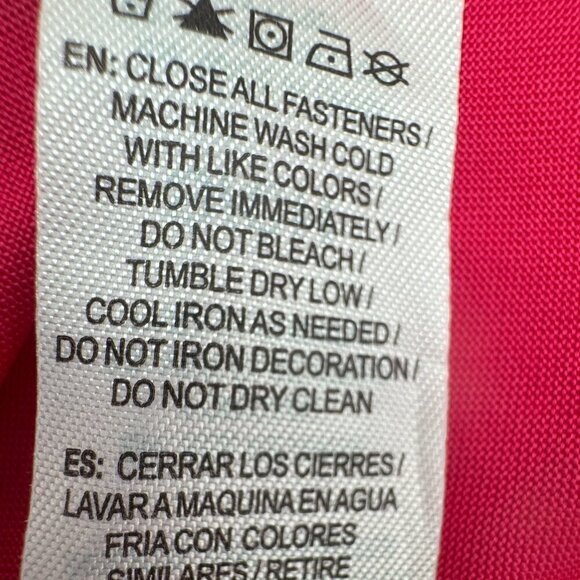 EN: CLOSE ALL FASTENERS/
MACHINE WASH COLD
WITH LIKE COLORS/
REMOVE IMMEDIATELY/
DO NOT BLEACH/
TUMBLE DRY LOW/
COOL IRON AS NEEDED/
DO NOT IRON DECORATION/
DO NOT DRY CLEAN
ES: CERRAR LOS CIERRES/
LAVAR A MAQUINA EN AGUA
FRIA CON COLORES
SIMILARES/RETIRE